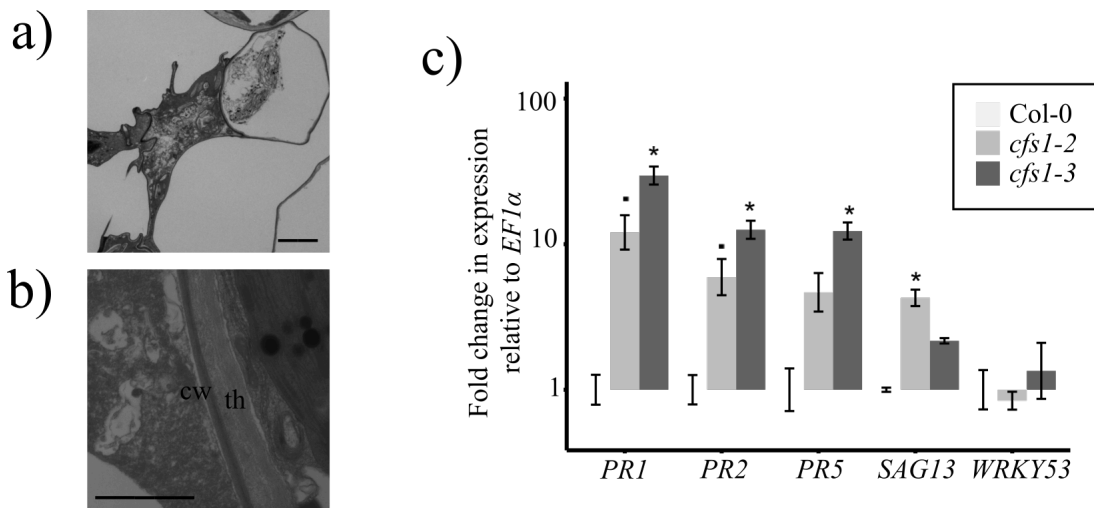 a)
b)
cw
th
c)
Fold change in expression
relative to EF1α
100
10
1
Col-0
cfs1-2
cfs1-3
▪ * ▪ * * *
PR1 PR2 PR5 SAG13 WRKY53